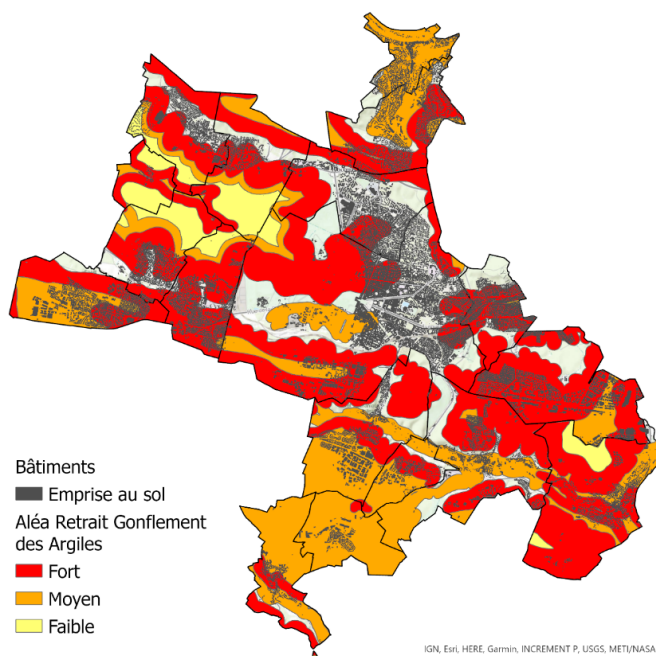 Bâtiments
Emprise au sol
Aléa Retrait Gonflement
des Argiles
Fort
Moyen
Faible
IGN, Esri, HERE, Garmin, INCREMENT P, USGS, METI/NASA